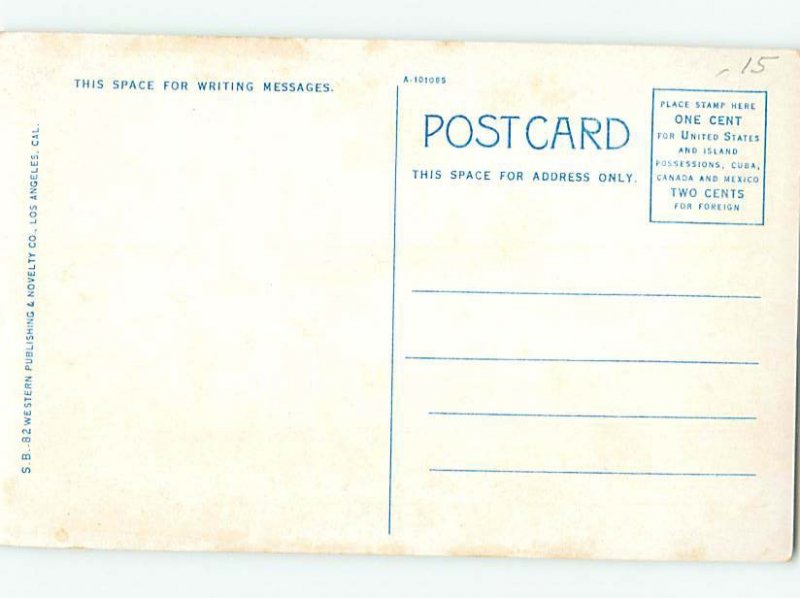 THIS SPACE FOR WRITING MESSAGES.
S.B.-82 WESTERN PUBLISHING & NOVELTY CO., LOS ANGELES, CAL.
A-101085
POSTCARD
THIS SPACE FOR ADDRESS ONLY.
15
PLACE STAMP HERE
ONE CENT
FOR UNITED STATES
AND ISLAND
POSSESSIONS, CUBA,
CANADA AND MEXICO
TWO CENTS
FOR FOREIGN